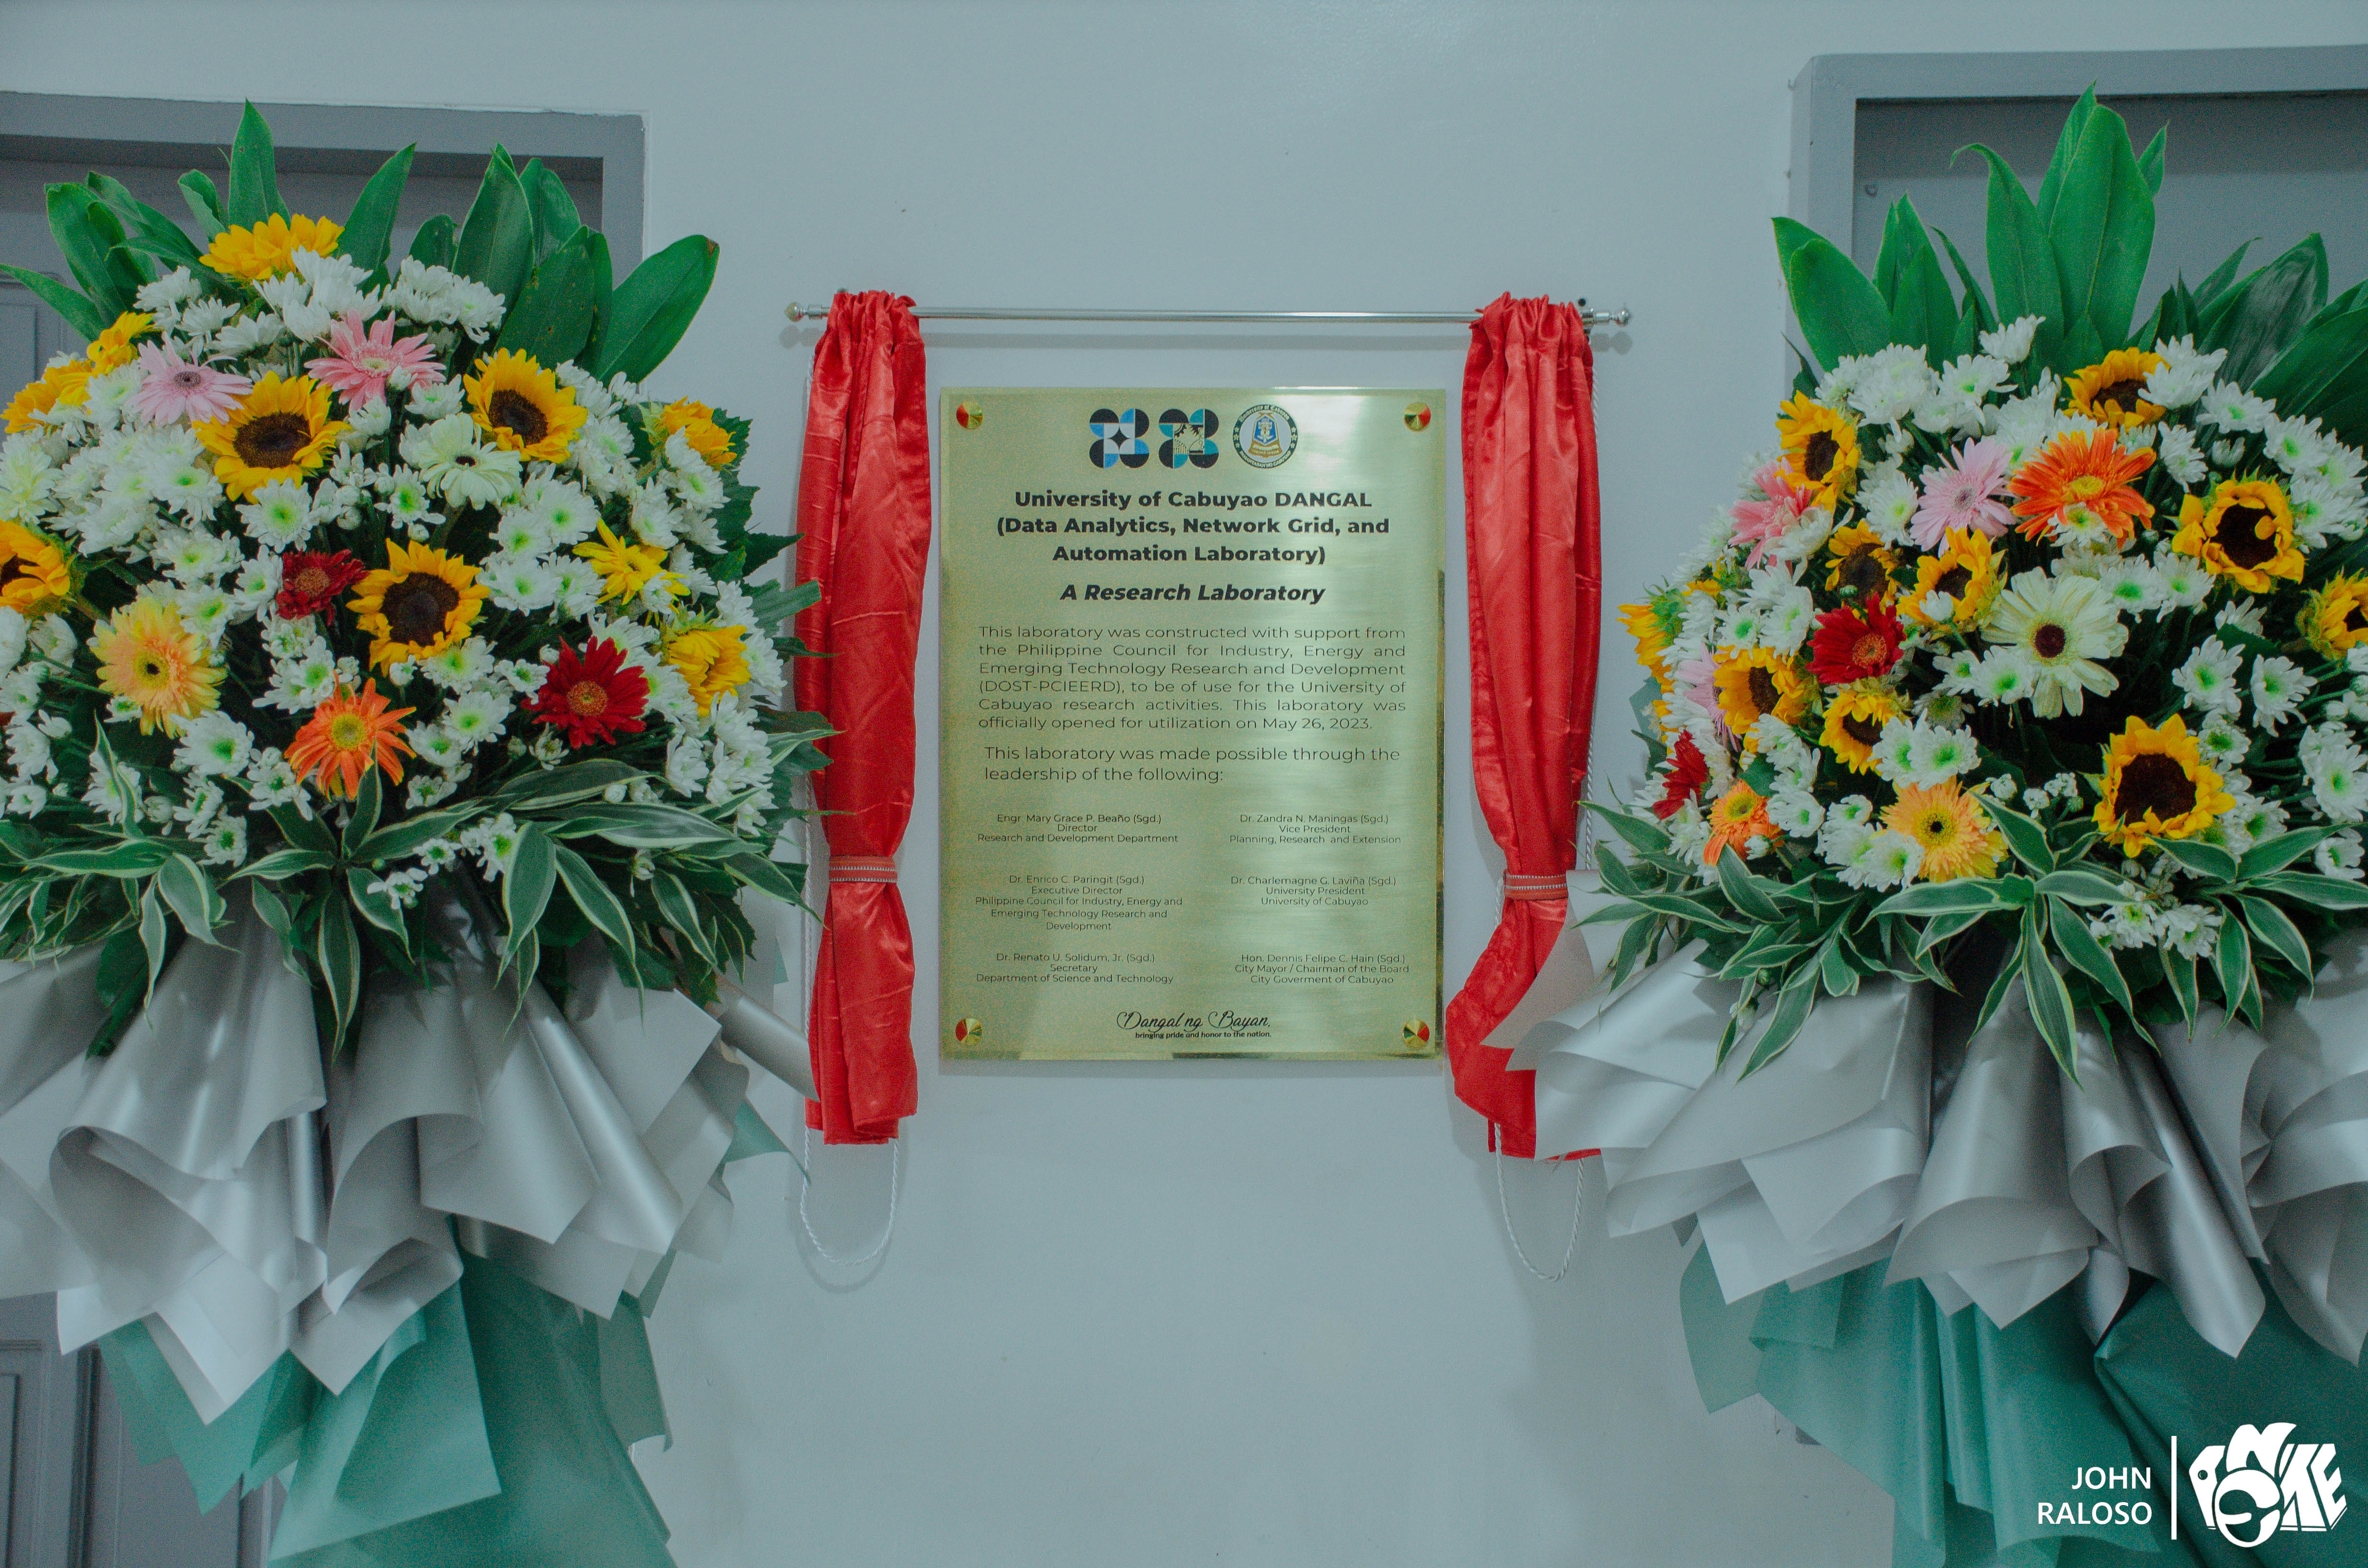 University of Cabuyao DANGAL
(Data Analytics, Network Grid, and
Automation Laboratory)
A Research Laboratory
This laboratory was constructed with support from
the Philippine Council for Industry, Energy and
Emerging Technology Research and Development
(DOST-PCIEERD), to be of use for the University of
Cabuyao research activities. This laboratory was
officially opened for utilization on May 26, 2023.
This laboratory was made possible through the
leadership of the following:
Engr. Mary Grace P. Beaño (Sgd.)
Director
Research and Development Department
Dr. Zandra N. Maningas (Sgd.)
Vice President
Planning, Research and Extension
Dr. Enrico C. Paringit (Sgd.)
Executive Director
Philippine Council for Industry, Energy and
Emerging Technology Research and
Development
Dr. Charlemagne G. Laviña (Sgd.)
University President
University of Cabuyao
Dr. Renato U. Solidum, Jr. (Sgd.)
Secretary
Department of Science and Technology
Hon. Dennis Felipe C. Hain (Sgd.)
City Mayor / Chairman of the Board
City Goverment of Cabuyao
Dangal ng Bayan,
bringing pride and honor to the nation.
JOHN
RALOSO